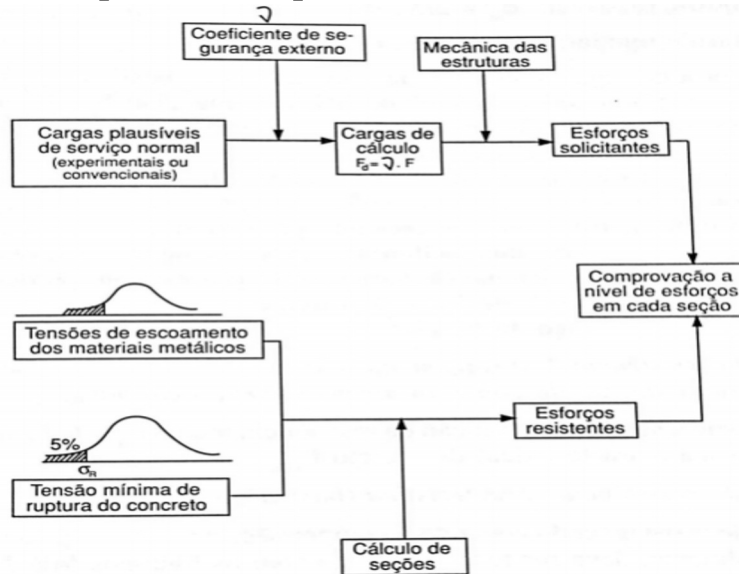 Coeficiente de se-
gurança externo
Mecânica das
estruturas
Cargas plausíveis
de serviço normal
(experimentais ou
convencionais)
Cargas de
cálculo
Esforços
solicitantes
Comprovação a
nível de esforços
em cada seção
Tensões de escoamento
dos materiais metálicos
5%
σR
Tensão mínima de
ruptura do concreto
Esforços
resistentes
Cálculo de
seções